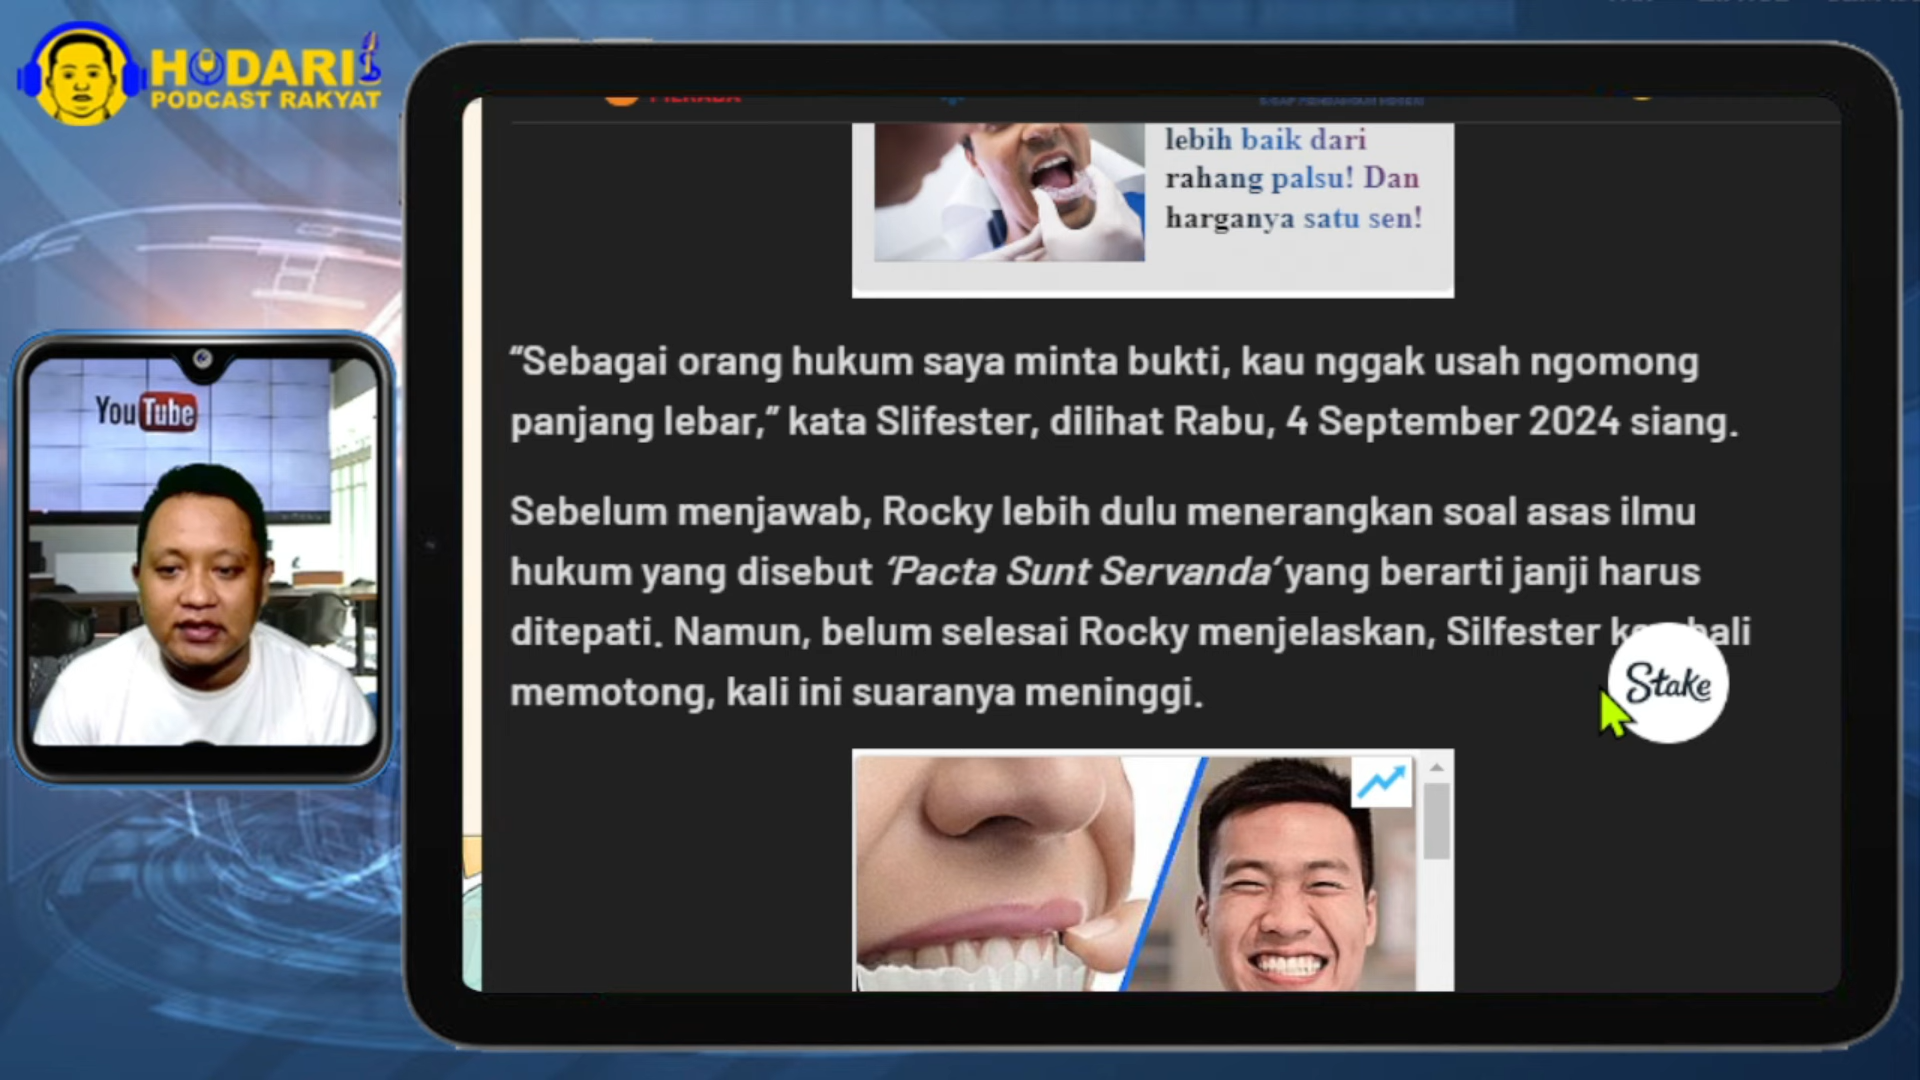 HODARI
PODCAST RAKYAT
lebih baik dari
rahang palsu! Dan
harganya satu sen!
YouTube
“Sebagai orang hukum saya minta bukti, kau nggak usah ngomong
panjang lebar,” kata Slifester, dilihat Rabu, 4 September 2024 siang.
Sebelum menjawab, Rocky lebih dulu menerangkan soal asas ilmu
hukum yang disebut ‘Pacta Sunt Servanda’ yang berarti janji harus
ditepati. Namun, belum selesai Rocky menjelaskan, Silfester
memotong, kali ini suaranya meninggi.
Stake